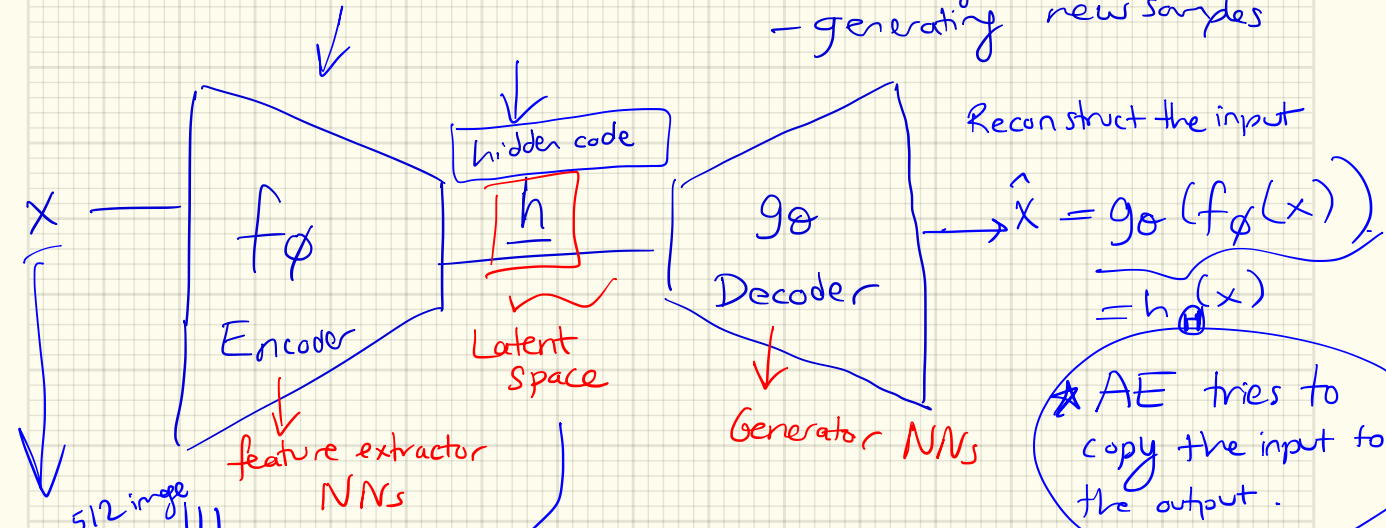 - generating new samples
Reconstruct the input
hidden code
x
fϕ
h
gθ
x̂ = gθ(fϕ(x))
= hⒽ(x)
Encoder
Decoder
Latent
Space
feature extractor
NNs
Generator NNs
* AE tries to
copy the input to
the output.
512 image